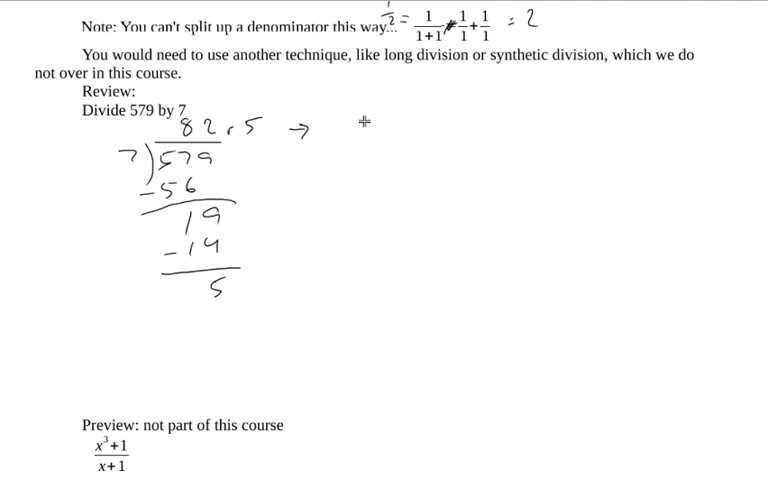 Note: You can't split up a denominator this way... 1/2 = 1/(1+1) ≠ 1/1 + 1/1 = 2
You would need to use another technique, like long division or synthetic division, which we do
not over in this course.
Review:
Divide 579 by 7
82 r 5 →
7)579
-56
19
-14
5
Preview: not part of this course
x³+1
x+1